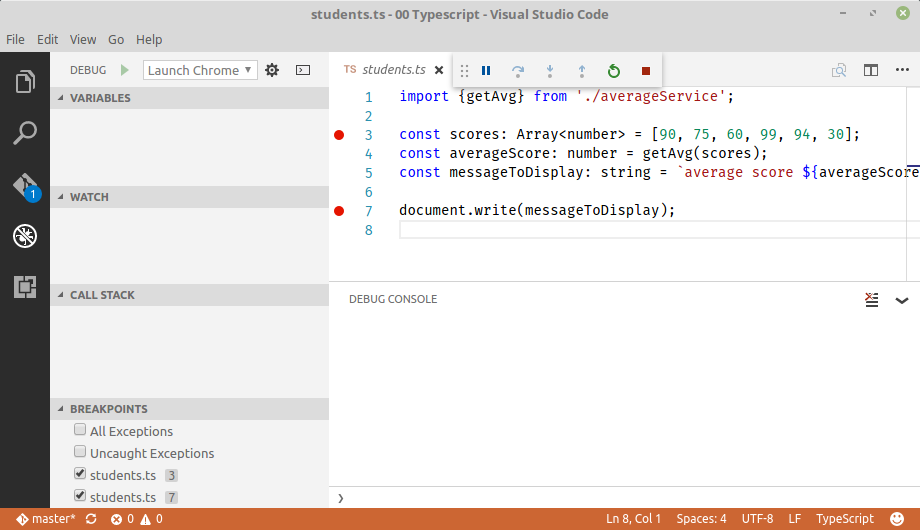 students.ts - 00 Typescript - Visual Studio Code
File Edit View Go Help
DEBUG Launch Chrome
TS students.ts
VARIABLES
WATCH
CALL STACK
BREAKPOINTS
All Exceptions
Uncaught Exceptions
students.ts 3
students.ts 7
1
1 import {getAvg} from './averageService';
2
3 const scores: Array<number> = [90, 75, 60, 99, 94, 30];
4 const averageScore: number = getAvg(scores);
5 const messageToDisplay: string = `average score ${averageScore
6
7 document.write(messageToDisplay);
8
DEBUG CONSOLE
❯
master* 0 0 Ln 8, Col 1 Spaces: 4 UTF-8 LF TypeScript